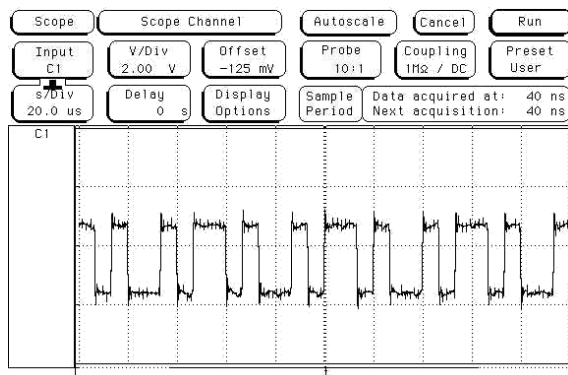 Scope Scope Channel Autoscale Cancel Run
Input C1 V/Div 2.00 V Offset -125 mV Probe 10:1 Coupling 1MΩ / DC Preset User
s/Div 20.0 us Delay 0 s Display Options Sample Period Data acquired at: 40 ns Next acquisition: 40 ns
C1